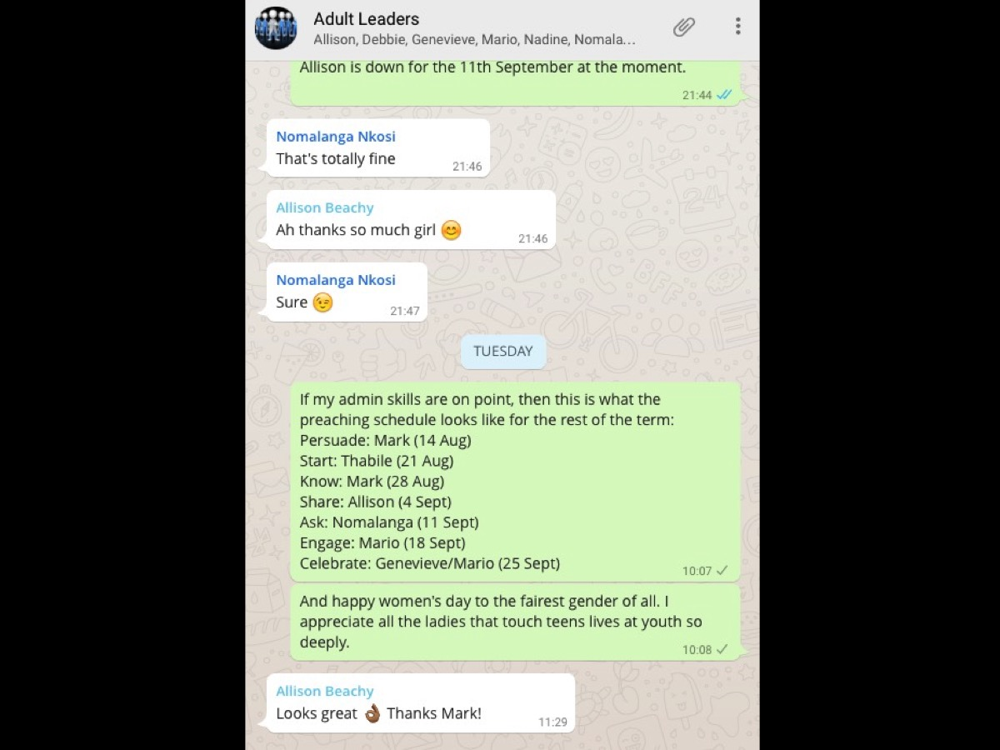 Adult Leaders
Allison, Debbie, Genevieve, Mario, Nadine, Nomala...
Allison is down for the 11th September at the moment.
21:44
Nomalanga Nkosi
That's totally fine
21:46
Allison Beachy
Ah thanks so much girl 😊
21:46
Nomalanga Nkosi
Sure 😉
21:47
TUESDAY
If my admin skills are on point, then this is what the
preaching schedule looks like for the rest of the term:
Persuade: Mark (14 Aug)
Start: Thabile (21 Aug)
Know: Mark (28 Aug)
Share: Allison (4 Sept)
Ask: Nomalanga (11 Sept)
Engage: Mario (18 Sept)
Celebrate: Genevieve/Mario (25 Sept)
10:07
And happy women's day to the fairest gender of all. I
appreciate all the ladies that touch teens lives at youth so
deeply.
10:08
Allison Beachy
Looks great 👌🏾 Thanks Mark!
11:29